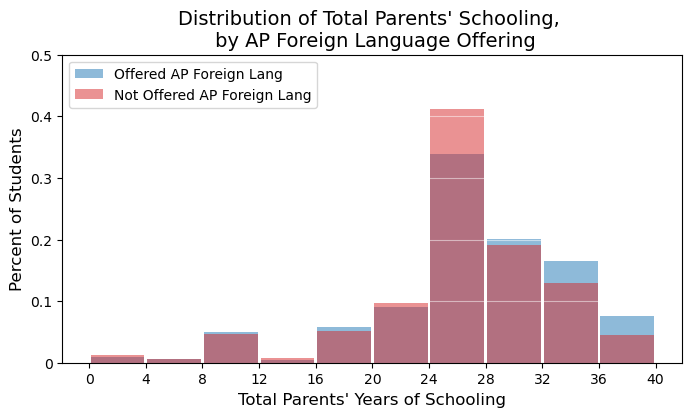 Distribution of Total Parents' Schooling,
by AP Foreign Language Offering
Offered AP Foreign Lang
Not Offered AP Foreign Lang
Percent of Students
0.5
0.4
0.3
0.2
0.1
0
0 4 8 12 16 20 24 28 32 36 40
Total Parents' Years of Schooling